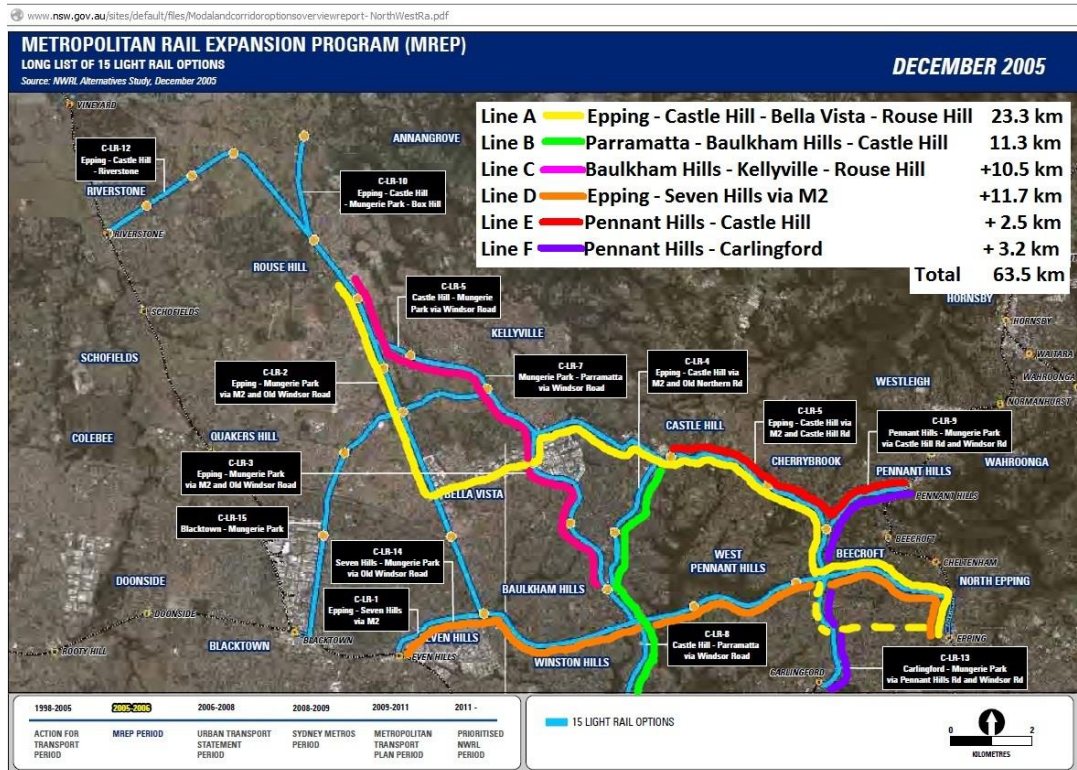 www.nsw.gov.au/sites/default/files/Modalandcorridoroptionsoverviewreport- NorthWestRa.pdf
METROPOLITAN RAIL EXPANSION PROGRAM (MREP)
LONG LIST OF 15 LIGHT RAIL OPTIONS
Source: NWRL Alternatives Study, December 2005
DECEMBER 2005
Line A Epping - Castle Hill - Bella Vista - Rouse Hill 23.3 km
Line B Parramatta - Baulkham Hills - Castle Hill 11.3 km
Line C Baulkham Hills - Kellyville - Rouse Hill +10.5 km
Line D Epping - Seven Hills via M2 +11.7 km
Line E Pennant Hills - Castle Hill + 2.5 km
Line F Pennant Hills - Carlingford + 3.2 km
Total 63.5 km
VINEYARD
ANNANGROVE
C-LR-12
Epping - Castle Hill
- Riverstone
RIVERSTONE
RIVERSTONE
C-LR-10
Epping - Castle Hill
- Mungerie Park - Box Hill
ROUSE HILL
C-LR-5
Castle Hill - Mungerie
Park via Windsor Road
HORNSBY
HORNSBY
SCHOFIELDS
SCHOFIELDS
KELLYVILLE
WAITARA
WAHROONGA
C-LR-2
Epping - Mungerie Park
via M2 and Old Windsor Road
C-LR-7
Mungerie Park - Parramatta
via Windsor Road
C-LR-4
Epping - Castle Hill via
M2 and Old Northern Rd
WESTLEIGH
NORMANHURST
C-LR-5
Epping - Castle Hill via
M2 and Castle Hill Rd
C-LR-9
Pennant Hills - Mungerie Park
via Castle Hill Rd and Windsor Rd
COLEBEE
QUAKERS HILL
CASTLE HILL
CHERRYBROOK
PENNANT HILLS
WAHROONGA
PENNANT HILLS
C-LR-3
Epping - Mungerie Park
via M2 and Old Windsor Road
BELLA VISTA
C-LR-15
Blacktown - Mungerie Park
BEECROFT
C-LR-14
Seven Hills - Mungerie Park
via Old Windsor Road
WEST
PENNANT HILLS
BEECROFT
CHELTENHAM
DOONSIDE
BAULKHAM HILLS
NORTH EPPING
C-LR-1
Epping - Seven Hills
via M2
DOONSIDE
BLACKTOWN
BLACKTOWN
SEVEN HILLS
SEVEN HILLS
ROOTY HILL
WINSTON HILLS
C-LR-8
Castle Hill - Parramatta
via Windsor Road
EPPING
CARLINGFORD
C-LR-13
Carlingford - Mungerie Park
via Pennant Hills Rd and Windsor Rd
1998-2005
ACTION FOR
TRANSPORT
PERIOD
2005-2006
MREP PERIOD
2006-2008
URBAN TRANSPORT
STATEMENT
PERIOD
2008-2009
SYDNEY METROS
PERIOD
2009-2011
METROPOLITAN
TRANSPORT
PLAN PERIOD
2011 -
PRIORITISED
NWRL
PERIOD
15 LIGHT RAIL OPTIONS
0 2
KILOMETRES